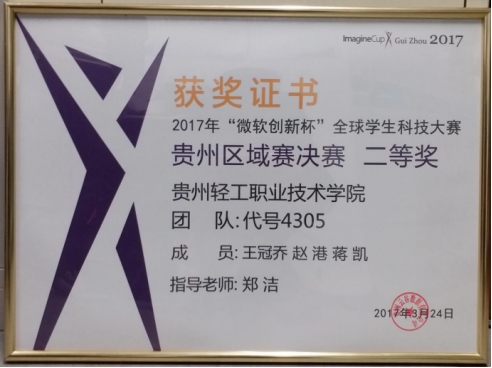 ImagineCup Gui Zhou 2017
获奖证书
2017年“微软创新杯”全球学生科技大赛
贵州区域赛决赛 二等奖
贵州轻工职业技术学院
团 队:代号4305
成 员:王冠乔 赵 港 蒋 凯
指导老师:郑 洁
2017年3月24日